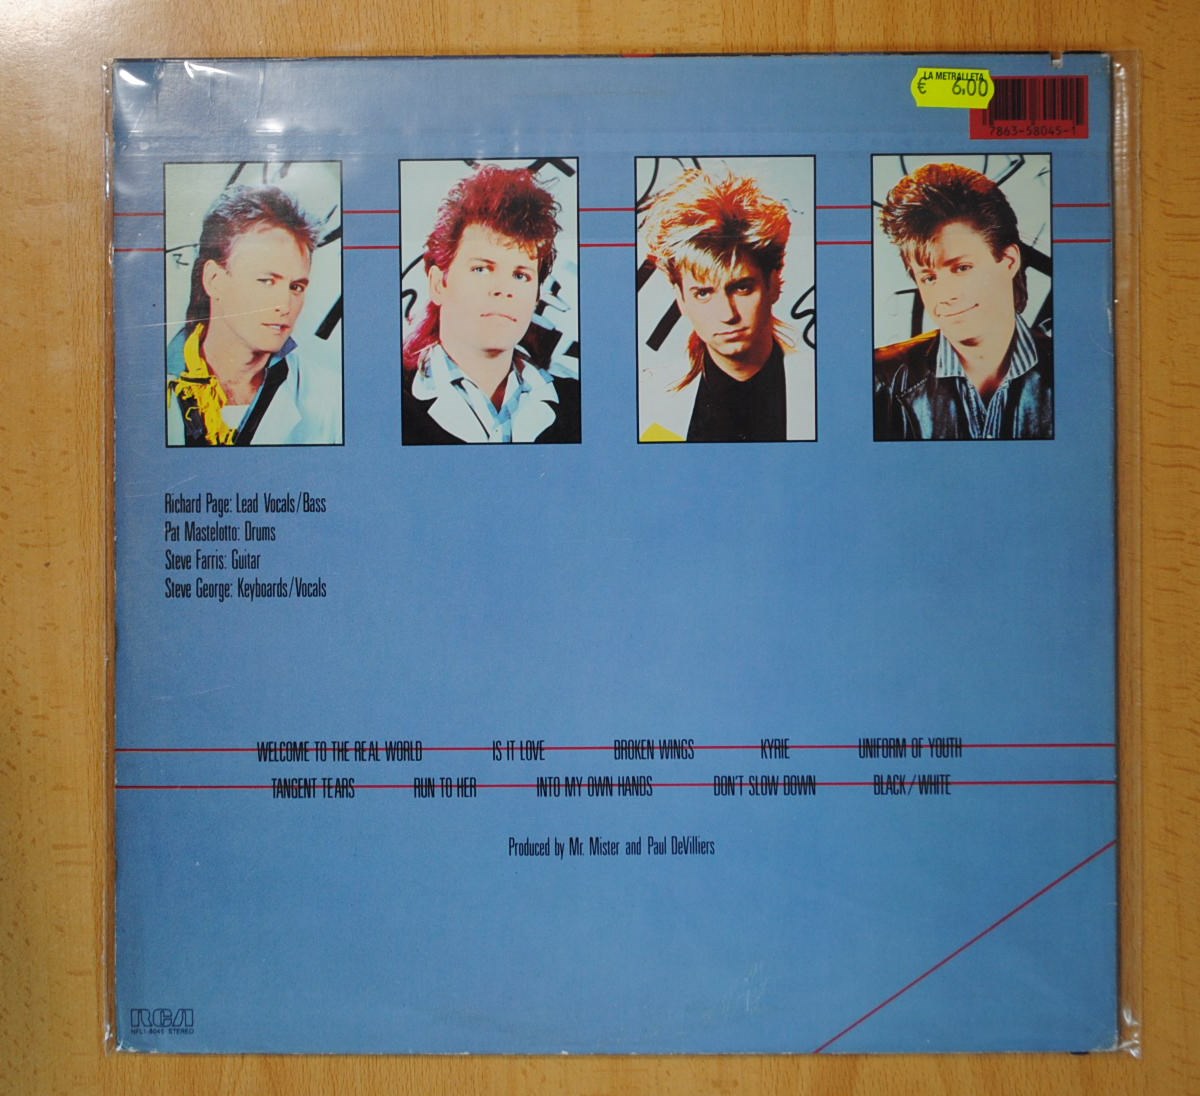 LA METRALLETA
€ 6,00
7863-58045-1
Richard Page: Lead Vocals/Bass
Pat Mastelotto: Drums
Steve Farris: Guitar
Steve George: Keyboards/Vocals
WELCOME TO THE REAL WORLD IS IT LOVE BROKEN WINGS KYRIE UNIFORM OF YOUTH
TANGENT TEARS RUN TO HER INTO MY OWN HANDS DON'T SLOW DOWN BLACK/WHITE
Produced by Mr. Mister and Paul DeVilliers
RCA
NFL1-8045 STEREO